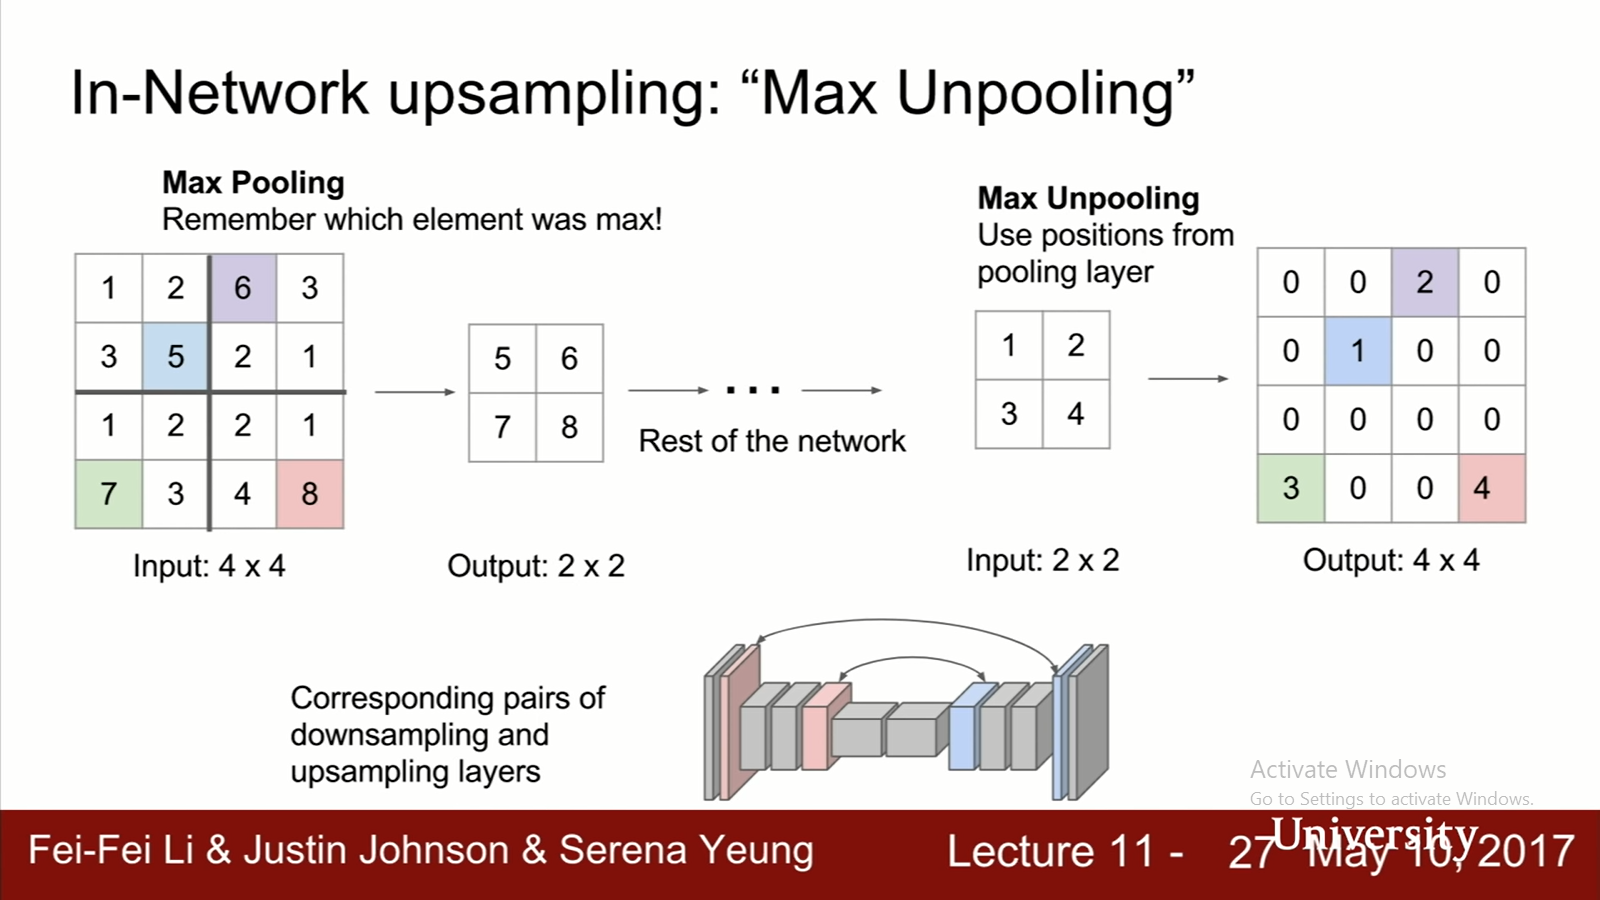 In-Network upsampling: “Max Unpooling”
Max Pooling
Remember which element was max!
1 2 6 3
3 5 2 1
1 2 2 1
7 3 4 8
Input: 4 x 4
5 6
7 8
Output: 2 x 2
...
Rest of the network
Max Unpooling
Use positions from
pooling layer
1 2
3 4
Input: 2 x 2
0 0 2 0
0 1 0 0
0 0 0 0
3 0 0 4
Output: 4 x 4
Corresponding pairs of
downsampling and
upsampling layers
Activate Windows
Go to Settings to activate Windows.
Fei-Fei Li & Justin Johnson & Serena Yeung
Lecture 11 - 27 May 10, 2017
University